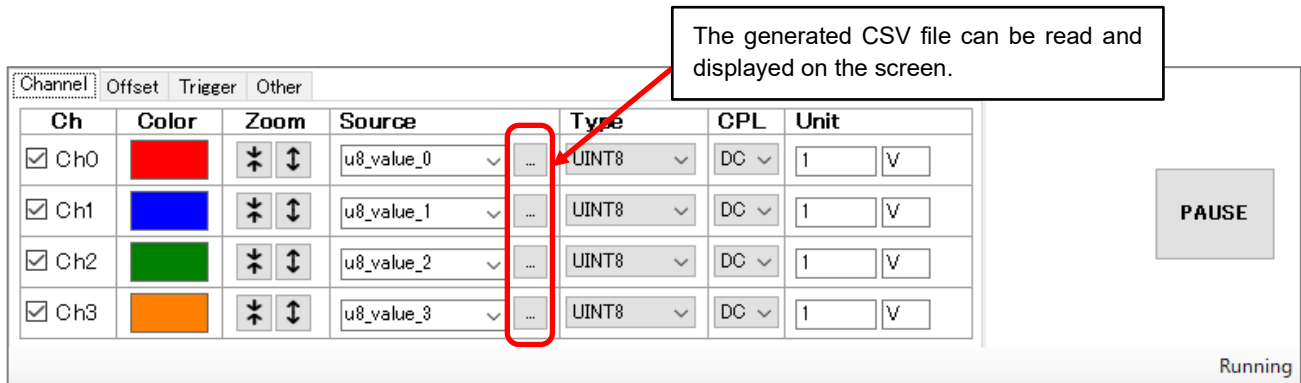 The generated CSV file can be read and
displayed on the screen.
Channel Offset Trigger Other
Ch Color Zoom Source Type CPL Unit
Ch0 u8_value_0 ... UINT8 DC 1 V
Ch1 u8_value_1 ... UINT8 DC 1 V
Ch2 u8_value_2 ... UINT8 DC 1 V
Ch3 u8_value_3 ... UINT8 DC 1 V
PAUSE
Running